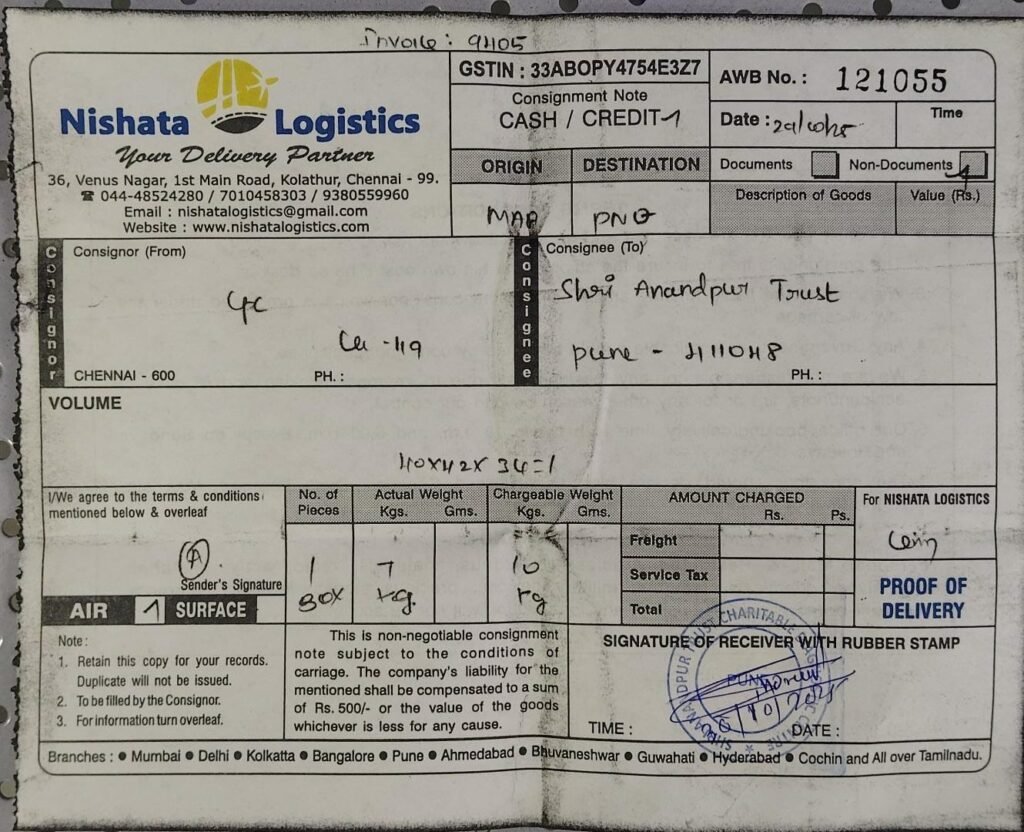 Invoice : 91105
Nishata Logistics
Your Delivery Partner
36, Venus Nagar, 1st Main Road, Kolathur, Chennai - 99.
☎ 044-48524280 / 7010458303 / 9380559960
Email : nishatalogistics@gmail.com
Website : www.nishatalogistics.com
GSTIN : 33ABOPY4754E3Z7
Consignment Note
CASH / CREDIT
AWB No. : 121055
Date :
Time
ORIGIN DESTINATION
MAA PNQ
Documents Non-Documents
Description of Goods Value (Rs.)
Consignor
Consignor (From)
CHENNAI - 600 PH. :
Consignee
Consignee (To)
Shri Anandpur Trust
pune - 411048
PH. :
VOLUME
40x42x 34=1
I/We agree to the terms & conditions
mentioned below & overleaf
Sender's Signature
AIR 1 SURFACE
No. of
Pieces
1
BOX
Actual Weight
Kgs. Gms.
7
kg
Chargeable Weight
Kgs. Gms.
10
kg
AMOUNT CHARGED
Rs. Ps.
Freight
Service Tax
Total
For NISHATA LOGISTICS
PROOF OF
DELIVERY
Note :
1. Retain this copy for your records.
Duplicate will not be issued.
2. To be filled by the Consignor.
3. For information turn overleaf.
This is non-negotiable consignment
note subject to the conditions of
carriage. The company's liability for the
mentioned shall be compensated to a sum
of Rs. 500/- or the value of the goods
whichever is less for any cause.
SIGNATURE OF RECEIVER WITH RUBBER STAMP
TRUST CHARITABLE
TIME : DATE :
Branches : ● Mumbai ● Delhi ● Kolkatta ● Bangalore ● Pune ● Ahmedabad ● Bhuvaneshwar ● Guwahati ● Hyderabad ● Cochin and All over Tamilnadu.